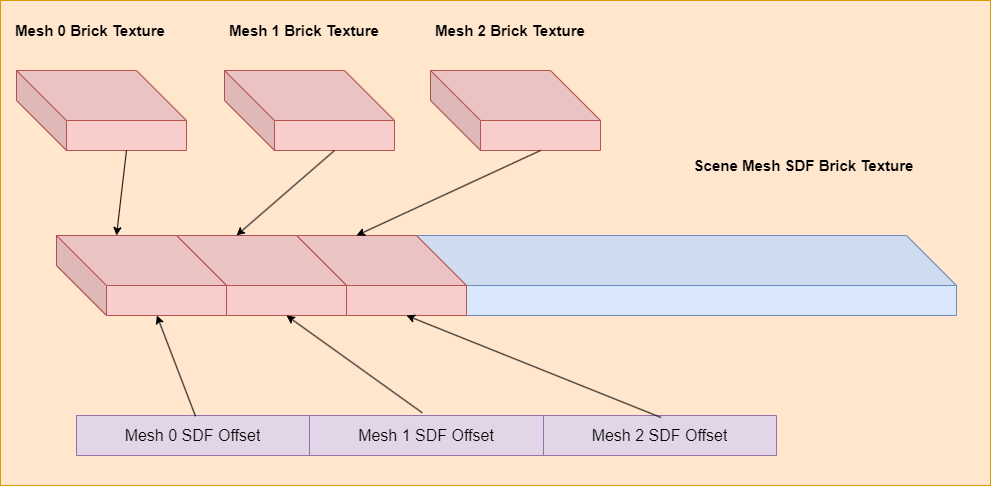 Mesh 0 Brick Texture
Mesh 1 Brick Texture
Mesh 2 Brick Texture
Scene Mesh SDF Brick Texture
Mesh 0 SDF Offset
Mesh 1 SDF Offset
Mesh 2 SDF Offset